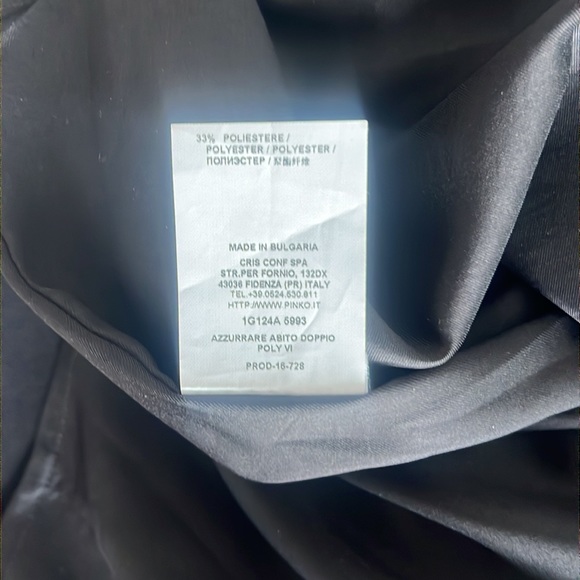 33% POLIESTERE /
POLYESTER / POLYESTER /
ПОЛИЭСТЕР / 聚酯纤维
MADE IN BULGARIA
CRIS CONF SPA
STR.PER FORNIO, 132DX
43036 FIDENZA (PR) ITALY
TEL.+39.0524.530.611
HTTP://WWW.PINKO.IT
1G124A 5993
AZZURRARE ABITO DOPPIO
POLY VI
PROD-16-728